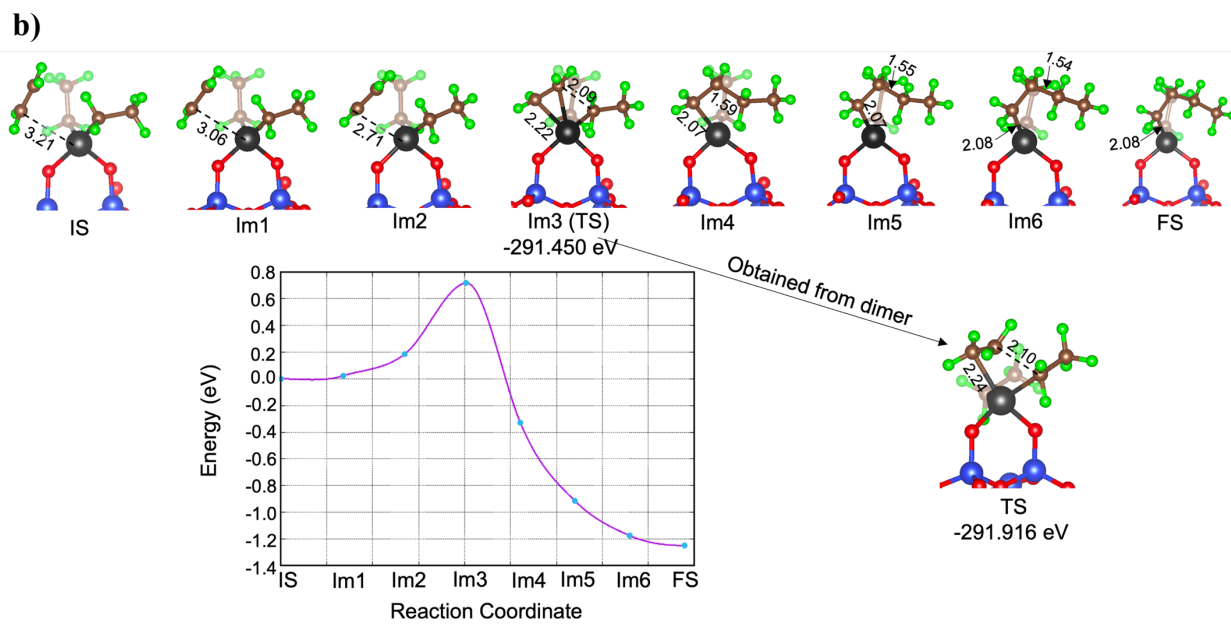 b)
3.21
3.06
2.71
2.09
2.22
1.59
2.07
1.55
2.07
1.54
2.08
2.08
IS
Im1
Im2
Im3 (TS)
Im4
Im5
Im6
FS
-291.450 eV
Obtained from dimer
0.8
0.6
0.4
0.2
0.0
-0.2
-0.4
-0.6
-0.8
-1.0
-1.2
-1.4
Energy (eV)
IS
Im1
Im2
Im3
Im4
Im5
Im6
FS
Reaction Coordinate
2.10
2.24
TS
-291.916 eV